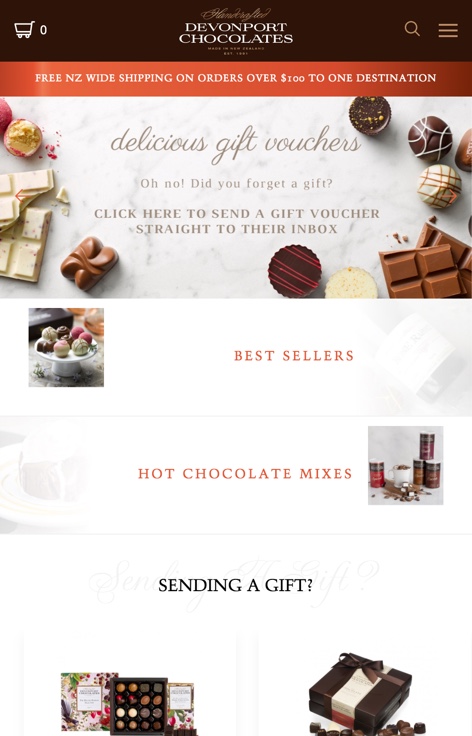 0
Handcrafted
DEVONPORT
CHOCOLATES
MADE IN NEW ZEALAND
EST. 1991
FREE NZ WIDE SHIPPING ON ORDERS OVER $100 TO ONE DESTINATION
delicious gift vouchers
Oh no! Did you forget a gift?
CLICK HERE TO SEND A GIFT VOUCHER
STRAIGHT TO THEIR INBOX
BEST SELLERS
HOT CHOCOLATE MIXES
Sending A Gift?
SENDING A GIFT?